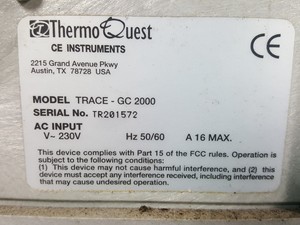 ThermoQuest
CE INSTRUMENTS
2215 Grand Avenue Pkwy
Austin, TX 78728 USA
CE
MODEL TRACE - GC 2000
SERIAL No. TR201572
AC INPUT
V~ 230V Hz 50/60 A 16 MAX.
This device complies with Part 15 of the FCC rules. Operation is
subject to the following conditions:
(1) This device may not cause harmful interference, and (2) this
device must accept any interference received, including interference
that may cause undesired operation.